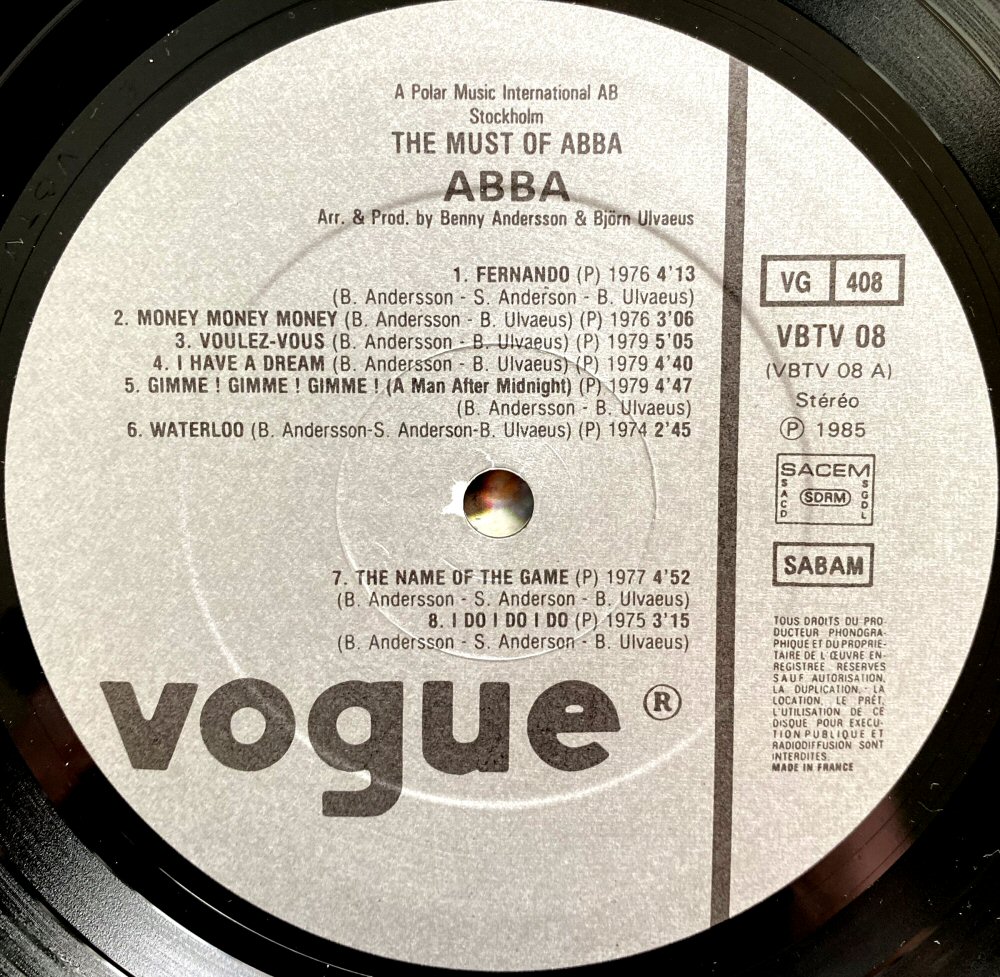 A Polar Music International AB
Stockholm
THE MUST OF ABBA
ABBA
Arr. & Prod. by Benny Andersson & Björn Ulvaeus
1. FERNANDO (P) 1976 4'13
(B. Andersson - S. Anderson - B. Ulvaeus)
2. MONEY MONEY MONEY (B. Andersson - B. Ulvaeus) (P) 1976 3'06
3. VOULEZ-VOUS (B. Andersson - B. Ulvaeus) (P) 1979 5'05
4. I HAVE A DREAM (B. Andersson - B. Ulvaeus) (P) 1979 4'40
5. GIMME ! GIMME ! GIMME ! (A Man After Midnight) (P) 1979 4'47
(B. Andersson - B. Ulvaeus)
6. WATERLOO (B. Andersson-S. Anderson-B. Ulvaeus) (P) 1974 2'45
7. THE NAME OF THE GAME (P) 1977 4'52
(B. Andersson - S. Anderson - B. Ulvaeus)
8. I DO I DO I DO (P) 1975 3'15
(B. Andersson - S. Anderson - B. Ulvaeus)
vogue ®
VG 408
VBTV 08
(VBTV 08 A)
Stéréo
Ⓟ 1985
SACEM
SACD SDRM SGDL
SABAM
TOUS DROITS DU PRO-
DUCTEUR PHONOGRA-
PHIQUE ET DU PROPRIE-
TAIRE DE L'ŒUVRE EN-
REGISTREE RESERVES
SAUF AUTORISATION,
LA DUPLICATION, LA
LOCATION, LE PRÊT,
L'UTILISATION DE CE
DISQUE POUR EXECU-
TION PUBLIQUE ET
RADIODIFFUSION SONT
INTERDITES.
MADE IN FRANCE